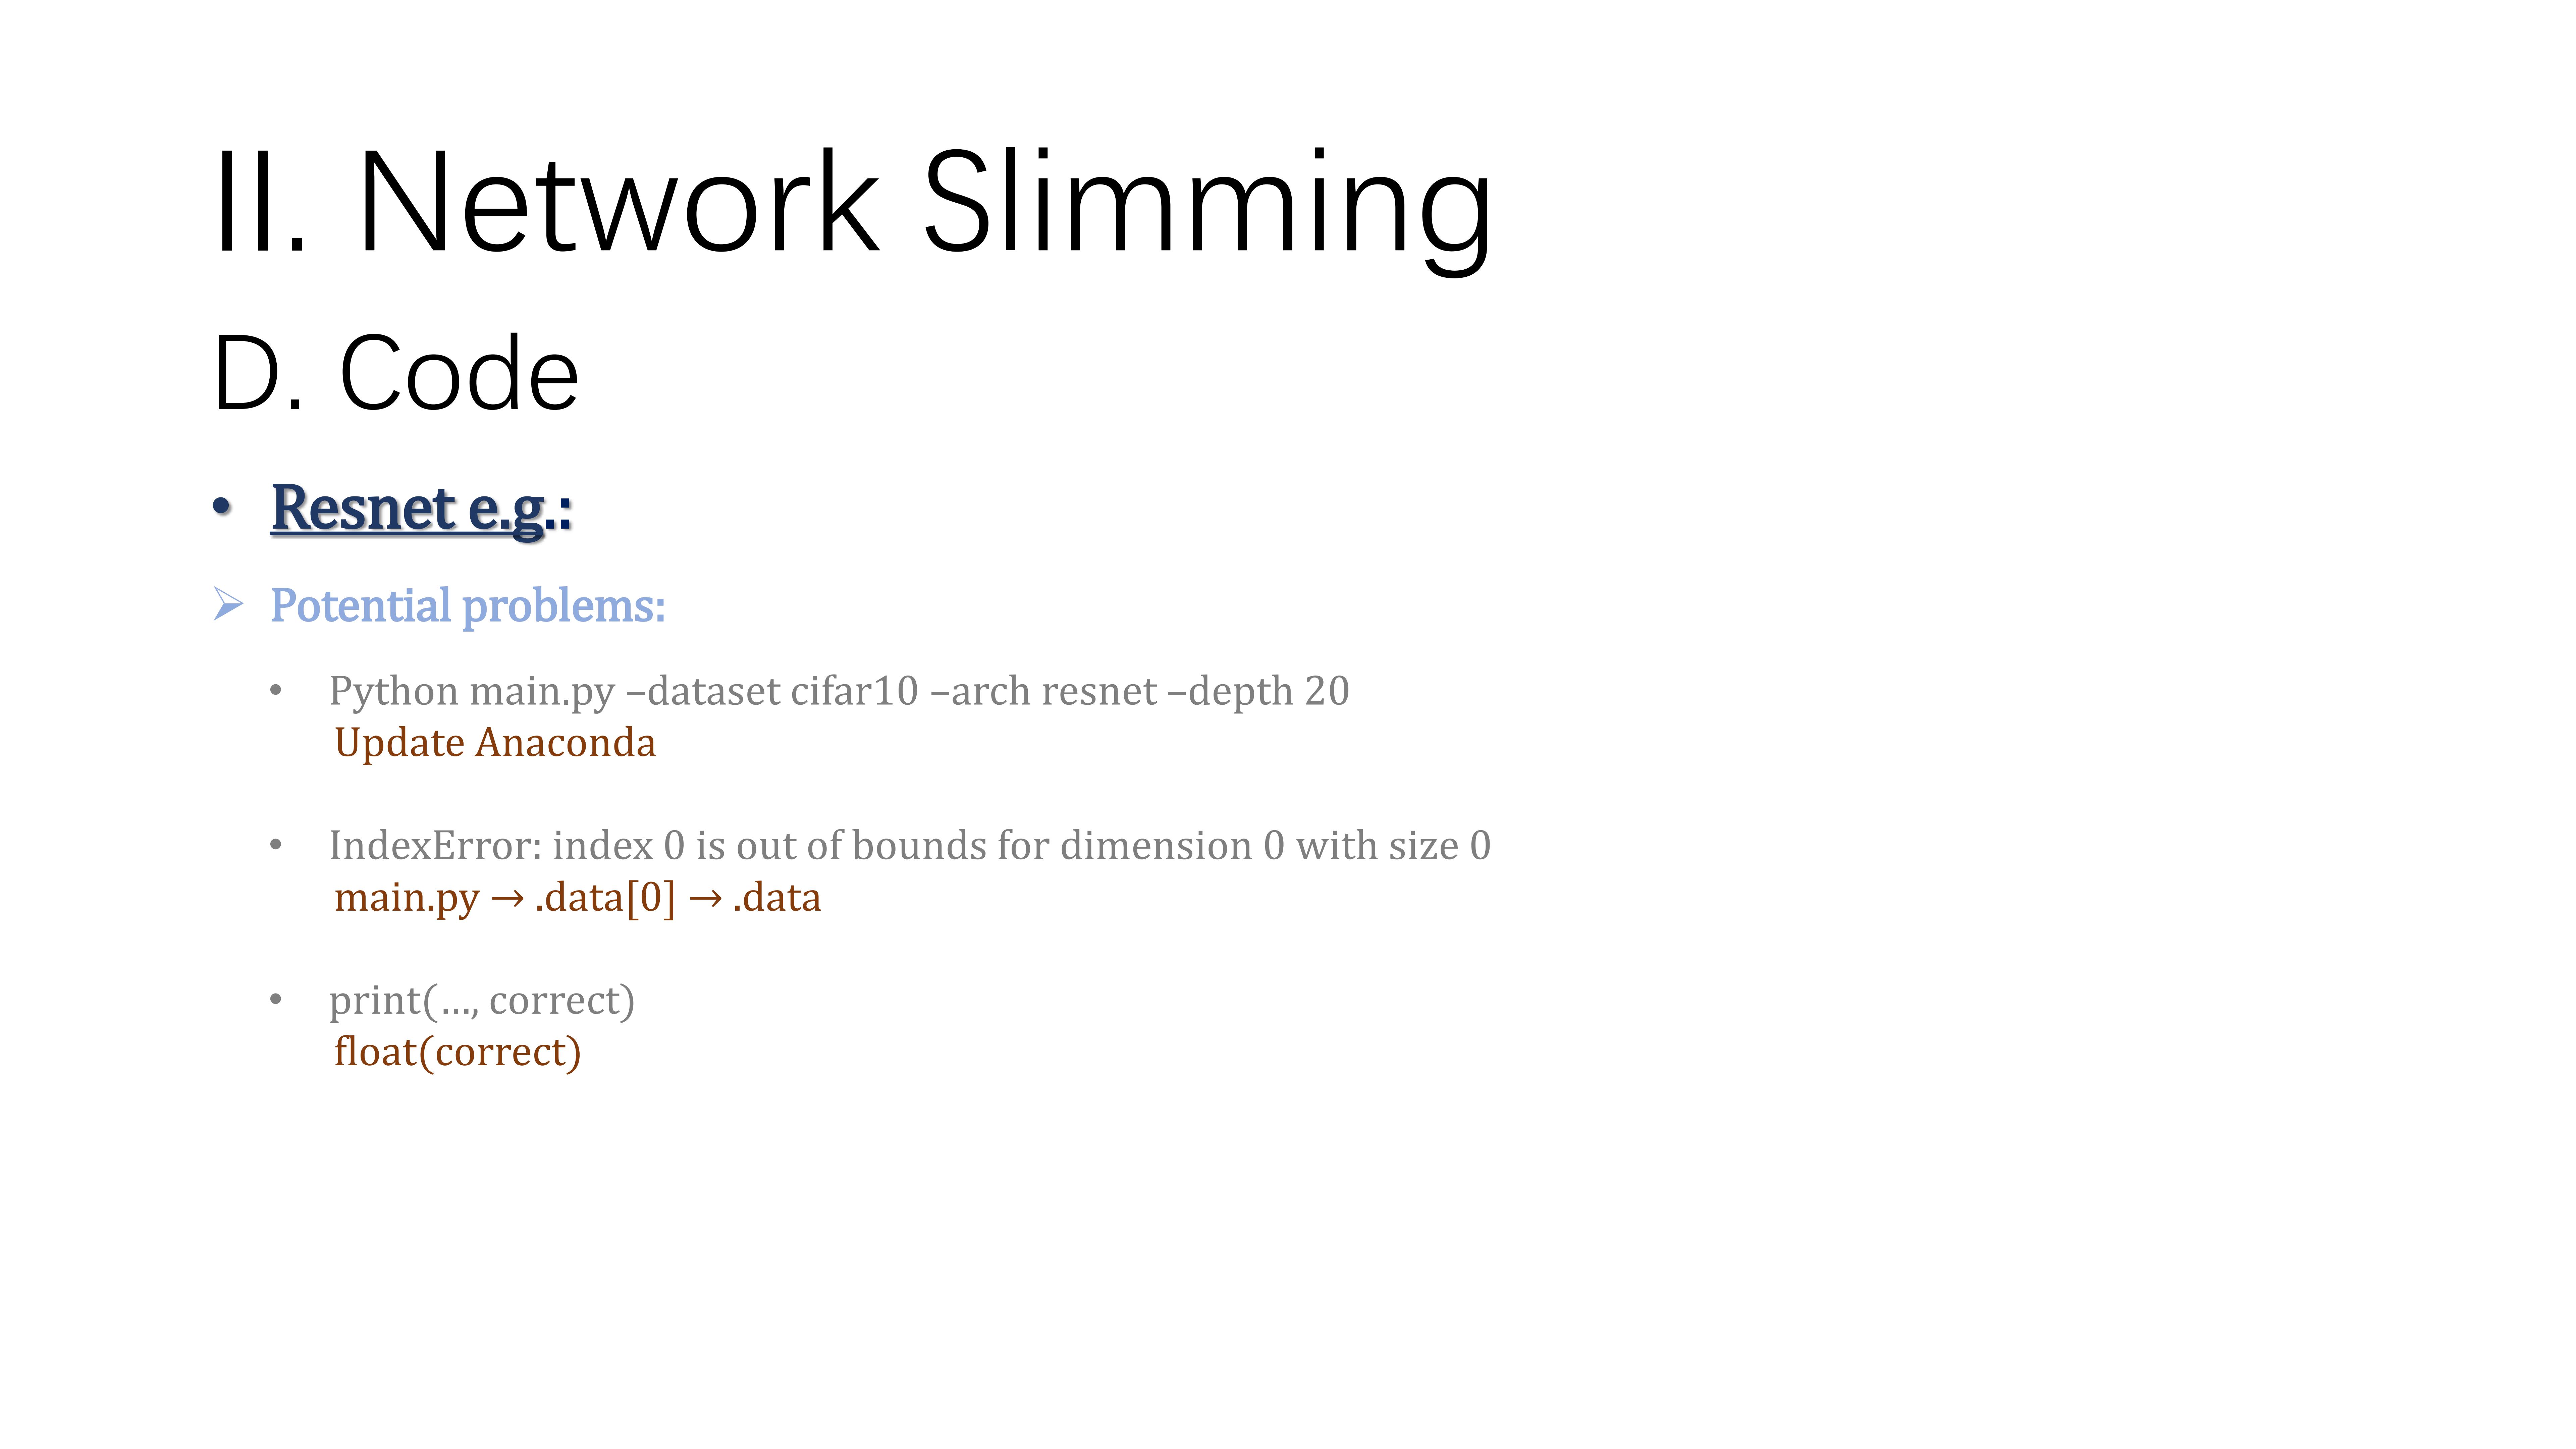 II. Network Slimming
D. Code
• Resnet e.g.:
➢ Potential problems:
• Python main.py –dataset cifar10 –arch resnet –depth 20
Update Anaconda
• IndexError: index 0 is out of bounds for dimension 0 with size 0
main.py → .data[0] → .data
• print(…, correct)
float(correct)